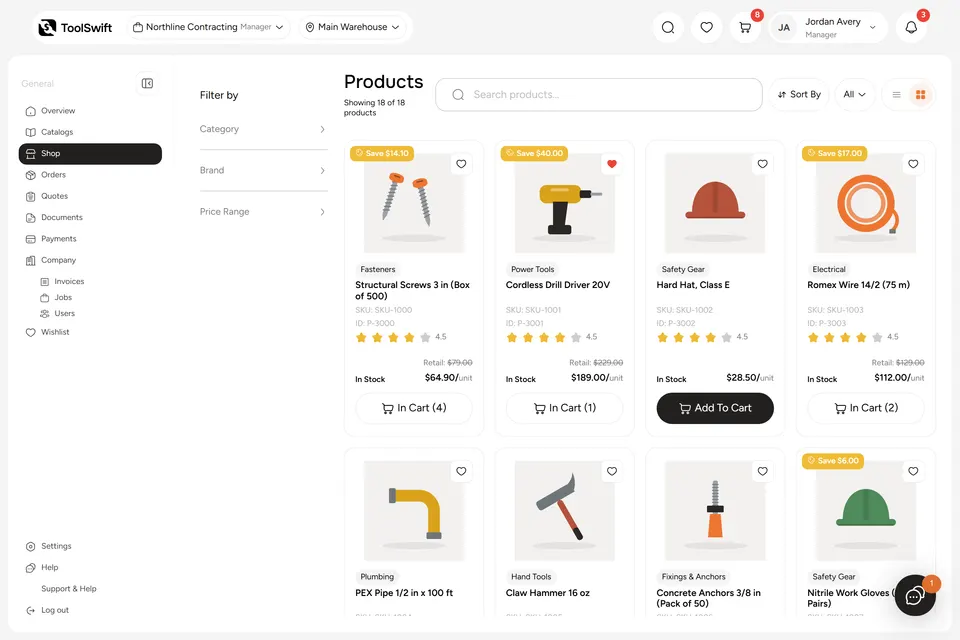 ToolSwift
Northline Contracting Manager
Main Warehouse
8
JA
Jordan Avery
Manager
3
General
Overview
Catalogs
Shop
Orders
Quotes
Documents
Payments
Company
Invoices
Jobs
Users
Wishlist
Settings
Help
Support & Help
Log out
Filter by
Category
Brand
Price Range
Products
Showing 18 of 18
products
Search products...
Sort By
All
Save $14.10
Fasteners
Structural Screws 3 in (Box
of 500)
SKU: SKU-1000
ID: P-3000
4.5
Retail: $79.00
In Stock
$64.90/unit
In Cart (4)
Save $40.00
Power Tools
Cordless Drill Driver 20V
SKU: SKU-1001
ID: P-3001
4.5
Retail: $229.00
In Stock
$189.00/unit
In Cart (1)
Safety Gear
Hard Hat, Class E
SKU: SKU-1002
ID: P-3002
4.5
In Stock
$28.50/unit
Add To Cart
Save $17.00
Electrical
Romex Wire 14/2 (75 m)
SKU: SKU-1003
ID: P-3003
4.5
Retail: $129.00
In Stock
$112.00/unit
In Cart (2)
Plumbing
PEX Pipe 1/2 in x 100 ft
Hand Tools
Claw Hammer 16 oz
Fixings & Anchors
Concrete Anchors 3/8 in
(Pack of 50)
Save $6.00
Safety Gear
Nitrile Work Gloves (
Pairs)
1